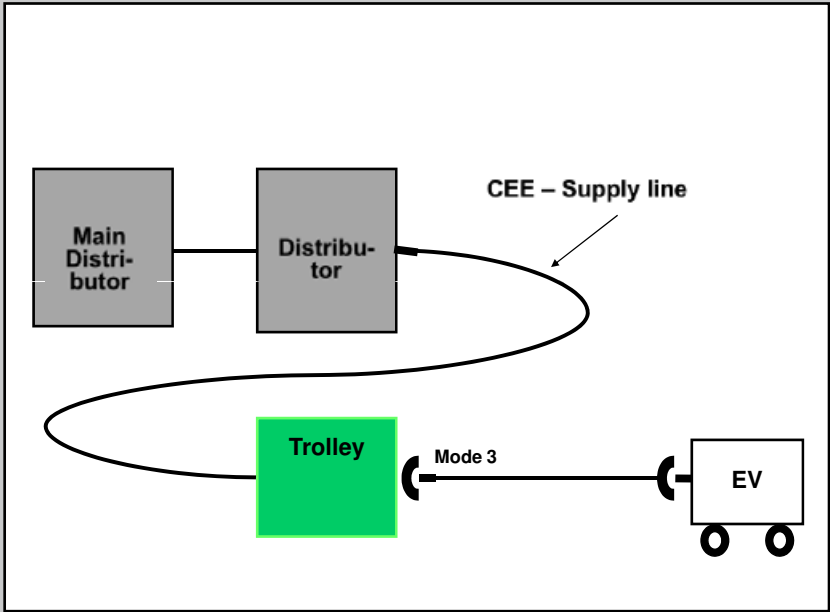 CEE – Supply line
Main
Distri-
butor
Distribu-
tor
Trolley
Mode 3
EV